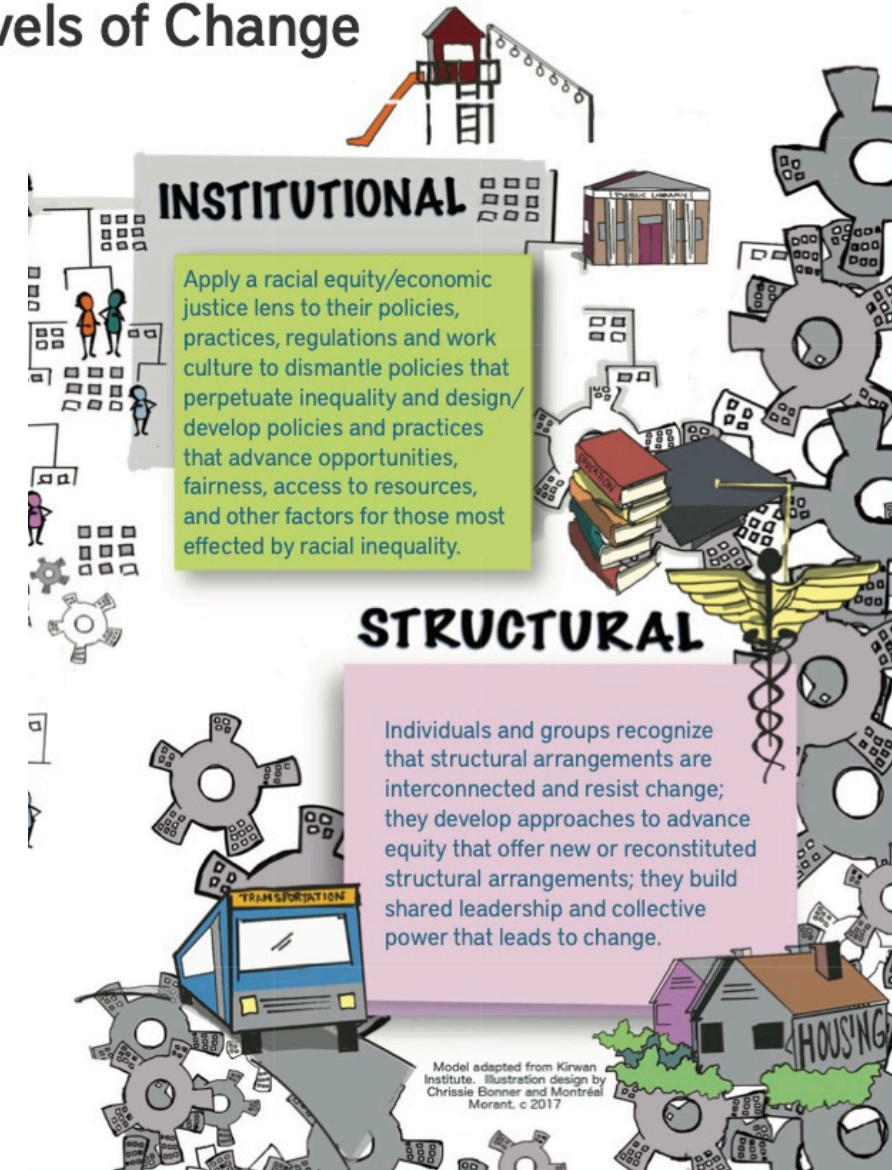 vels of Change
INSTITUTIONAL
PUBLIC LIBRARY
Apply a racial equity/economic
justice lens to their policies,
practices, regulations and work
culture to dismantle policies that
perpetuate inequality and design/
develop policies and practices
that advance opportunities,
fairness, access to resources,
and other factors for those most
effected by racial inequality.
EDUCATION
STRUCTURAL
Individuals and groups recognize
that structural arrangements are
interconnected and resist change;
they develop approaches to advance
equity that offer new or reconstituted
structural arrangements; they build
shared leadership and collective
power that leads to change.
TRANSPORTATION
HOUSING
Model adapted from Kirwan
Institute. Illustration design by
Chrissie Bonner and Montréal
Morant. c 2017